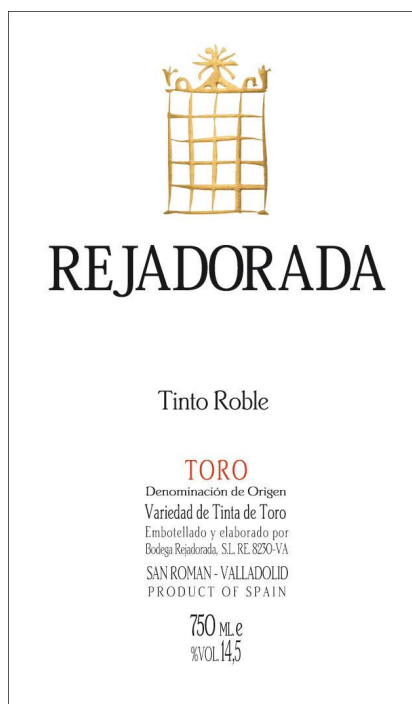 REJADORADA
Tinto Roble
TORO
Denominación de Origen
Variedad de Tinta de Toro
Embotellado y elaborado por
Bodega Rejadorada, S.L. RE. 8230-VA
SAN ROMAN - VALLADOLID
PRODUCT OF SPAIN
750 ML. e
%VOL. 14,5